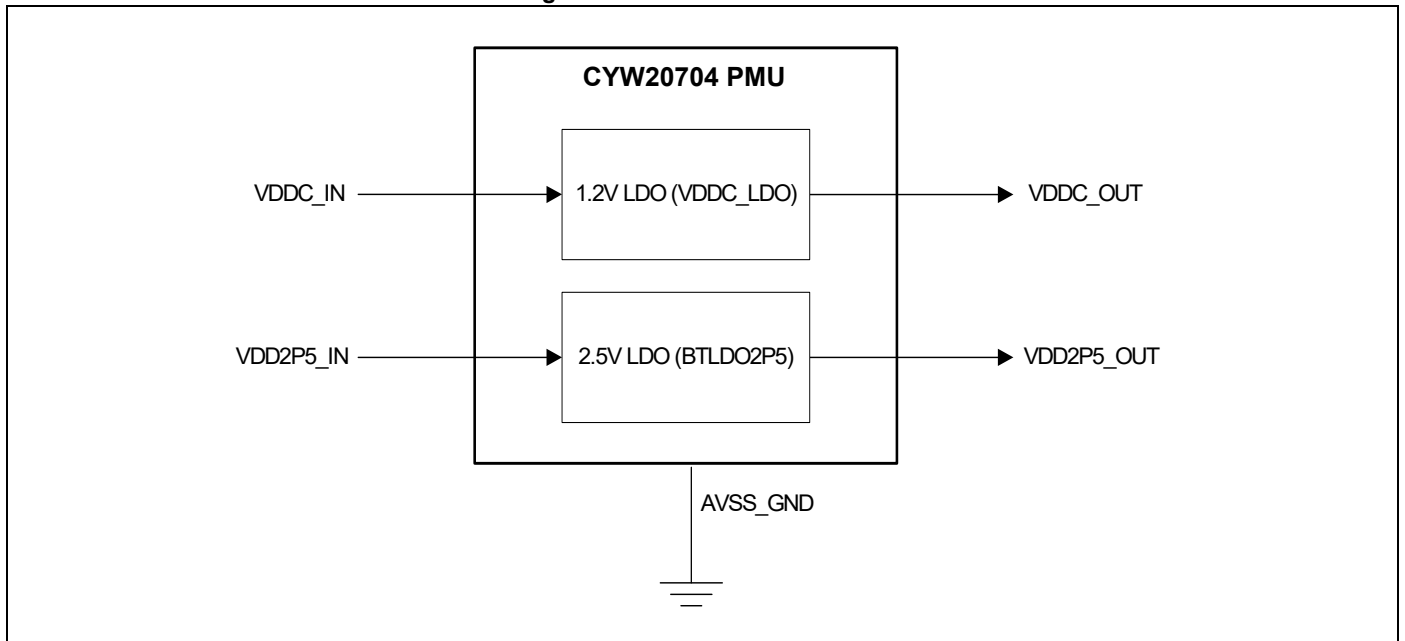 CYW20704 PMU
VDDC_IN
1.2V LDO (VDDC_LDO)
VDDC_OUT
VDD2P5_IN
2.5V LDO (BTLDO2P5)
VDD2P5_OUT
AVSS_GND